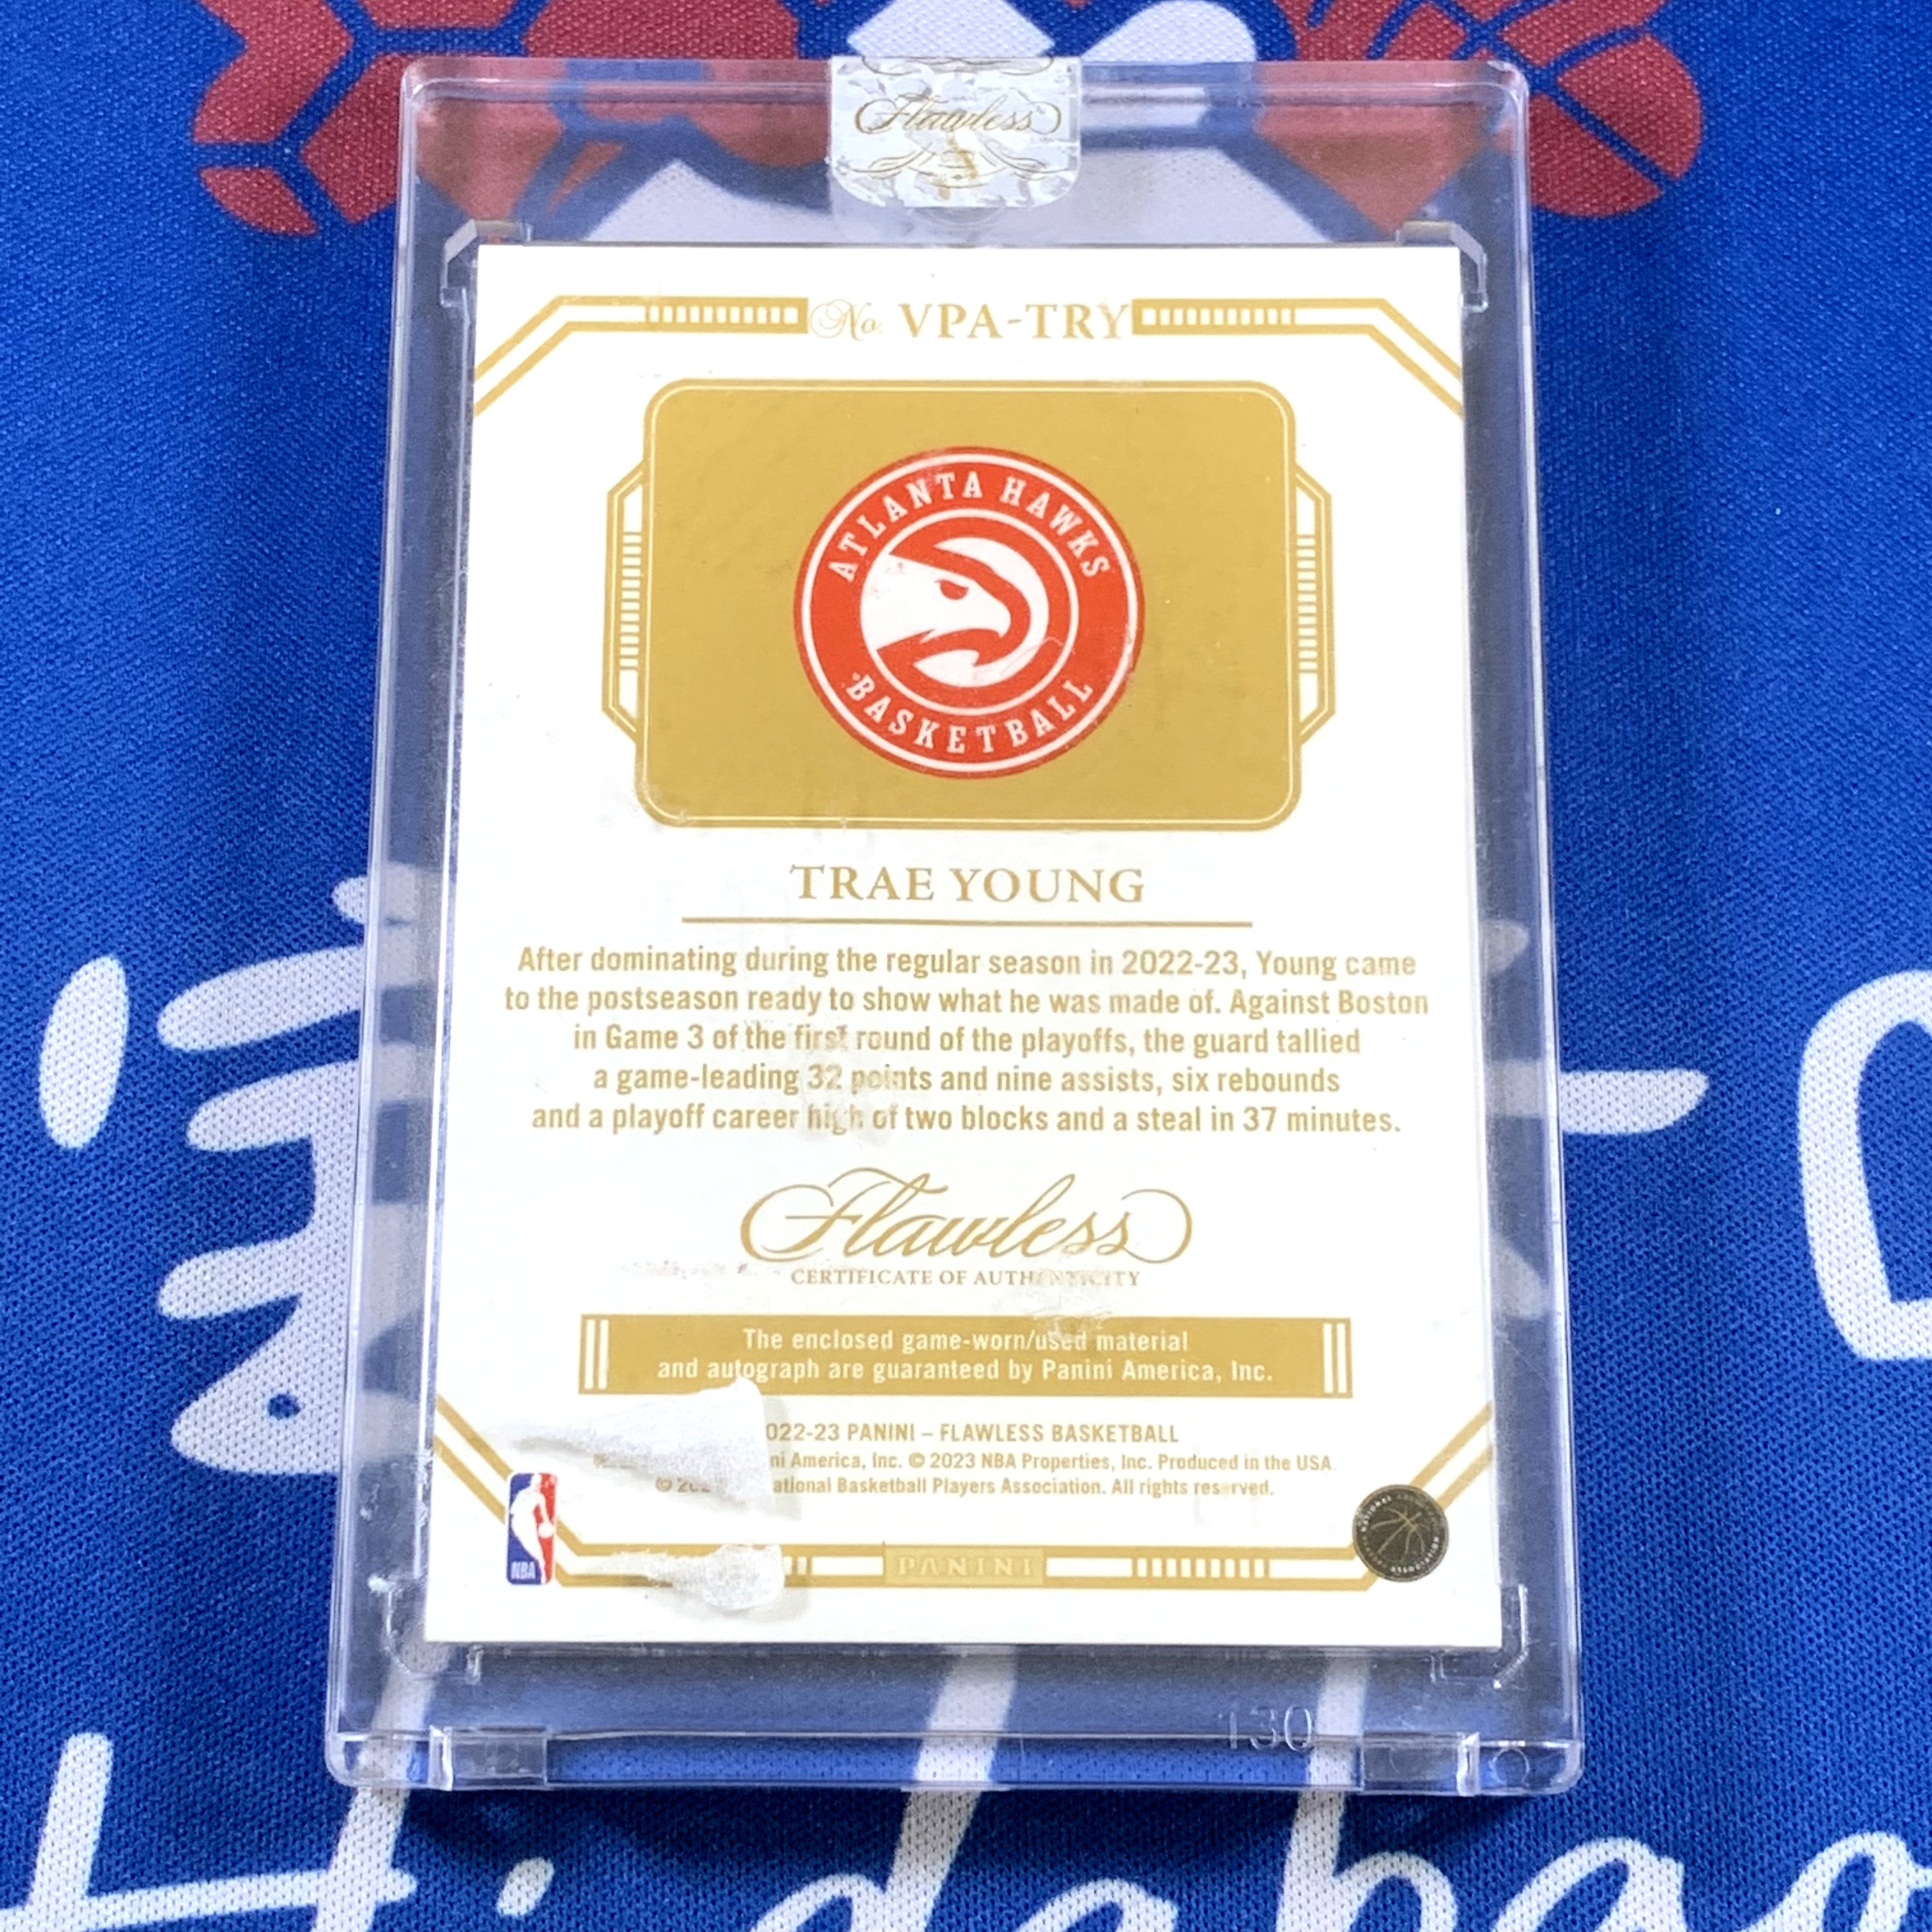 Flawless
No. VPA-TRY
ATLANTA HAWKS
BASKETBALL
TRAE YOUNG
After dominating during the regular season in 2022-23, Young came
to the postseason ready to show what he was made of. Against Boston
in Game 3 of the first round of the playoffs, the guard tallied
a game-leading 32 points and nine assists, six rebounds
and a playoff career high of two blocks and a steal in 37 minutes.
Flawless
CERTIFICATE OF AUTHENTICITY
The enclosed game-worn/used material
and autograph are guaranteed by Panini America, Inc.
022-23 PANINI – FLAWLESS BASKETBALL
America, Inc. © 2023 NBA Properties, Inc. Produced in the USA.
Basketball Players Association. All rights reserved.
NBA
PANINI
130